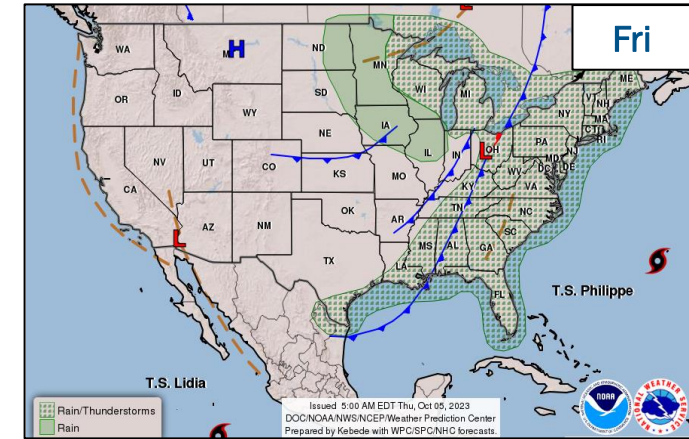 Fri
WA
M
ND
MN
ME
OR
ID
WI
MI
VT
NH
NY
MA
SD
WY
CT
RI
IA
NE
PA
NJ
NV
UT
IL
IN
OH
MD
DE
DC
CO
WV
KS
MO
VA
CA
KY
NC
TN
OK
AZ
NM
AR
SC
MS
AL
GA
TX
LA
FL
H
L
L
L
T.S. Philippe
T.S. Lidia
Rain/Thunderstorms
Rain
Issued 5:00 AM EDT Thu, Oct 05, 2023
DOC/NOAA/NWS/NCEP/Weather Prediction Center
Prepared by Kebede with WPC/SPC/NHC forecasts.
NOAA
NATIONAL WEATHER SERVICE